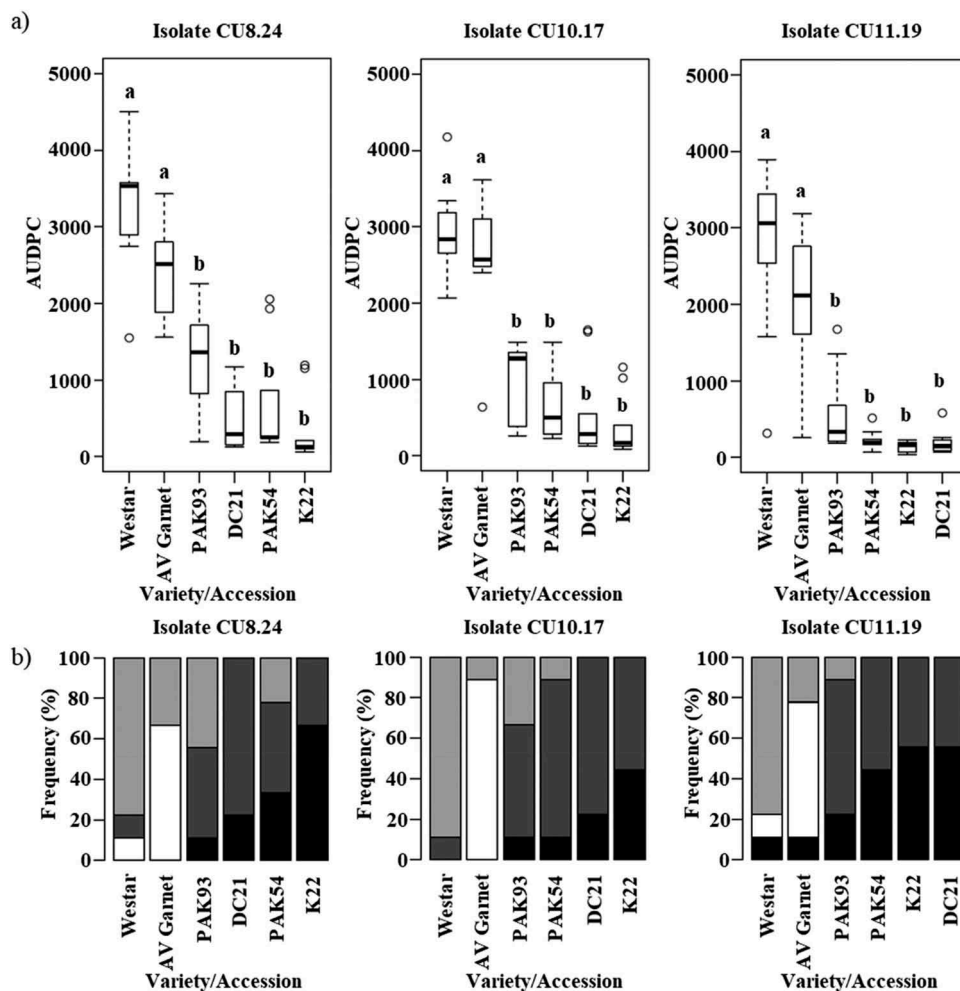 a)
Isolate CU8.24 Isolate CU10.17 Isolate CU11.19
AUDPC
5000
4000
3000
2000
1000
0
a
a
b
b
b
b
Westar
AV Garnet
PAK93
DC21
PAK54
K22
Variety/Accession
AUDPC
5000
4000
3000
2000
1000
0
a
a
b
b
b
b
Westar
AV Garnet
PAK93
PAK54
DC21
K22
Variety/Accession
AUDPC
5000
4000
3000
2000
1000
0
a
a
b
b
b
b
Westar
AV Garnet
PAK93
PAK54
K22
DC21
Variety/Accession
b)
Isolate CU8.24 Isolate CU10.17 Isolate CU11.19
Frequency (%)
100
80
60
40
20
0
Westar
AV Garnet
PAK93
DC21
PAK54
K22
Variety/Accession
Frequency (%)
100
80
60
40
20
0
Westar
AV Garnet
PAK93
PAK54
DC21
K22
Variety/Accession
Frequency (%)
100
80
60
40
20
0
Westar
AV Garnet
PAK93
PAK54
K22
DC21
Variety/Accession